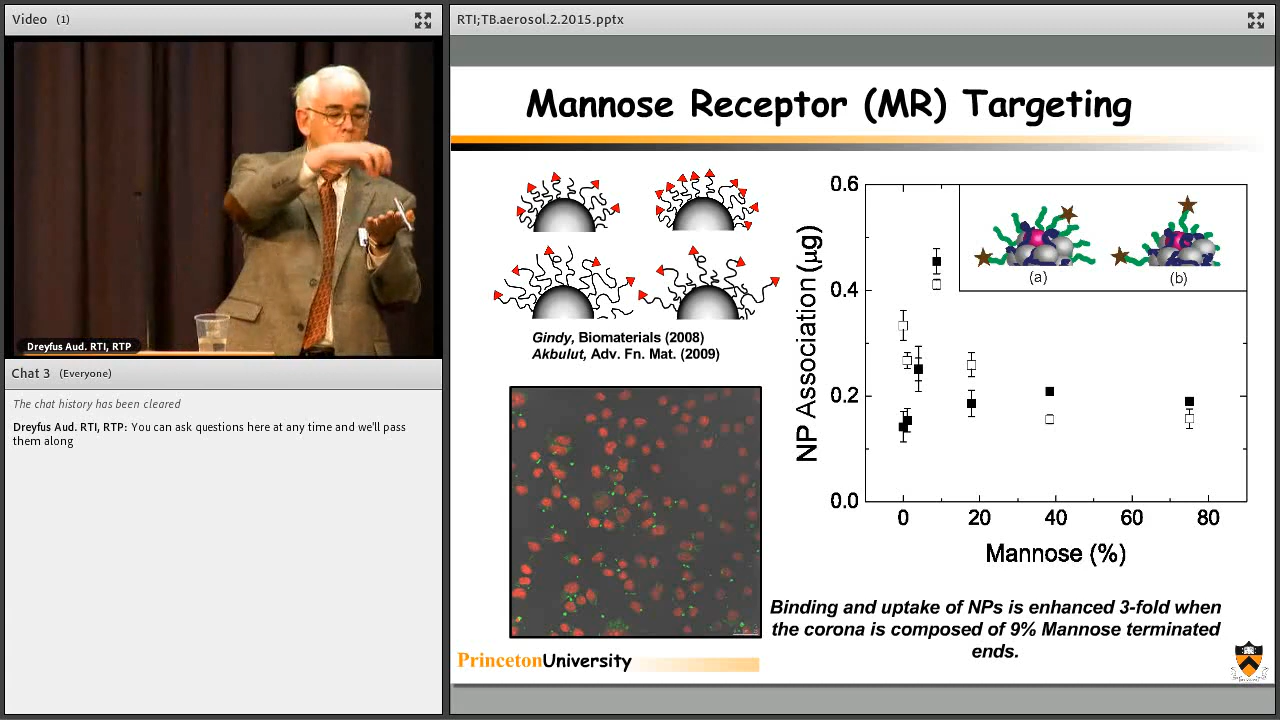 Video (1)
Dreyfus Aud. RTI, RTP
Chat 3 (Everyone)
The chat history has been cleared
Dreyfus Aud. RTI, RTP: You can ask questions here at any time and we'll pass
them along
RTI;TB.aerosol.2.2015.pptx
Mannose Receptor (MR) Targeting
Gindy, Biomaterials (2008)
Akbulut, Adv. Fn. Mat. (2009)
NP Association (μg)
0.6
0.4
0.2
0.0
(a)
(b)
0 20 40 60 80
Mannose (%)
Binding and uptake of NPs is enhanced 3-fold when
the corona is composed of 9% Mannose terminated
ends.
PrincetonUniversity